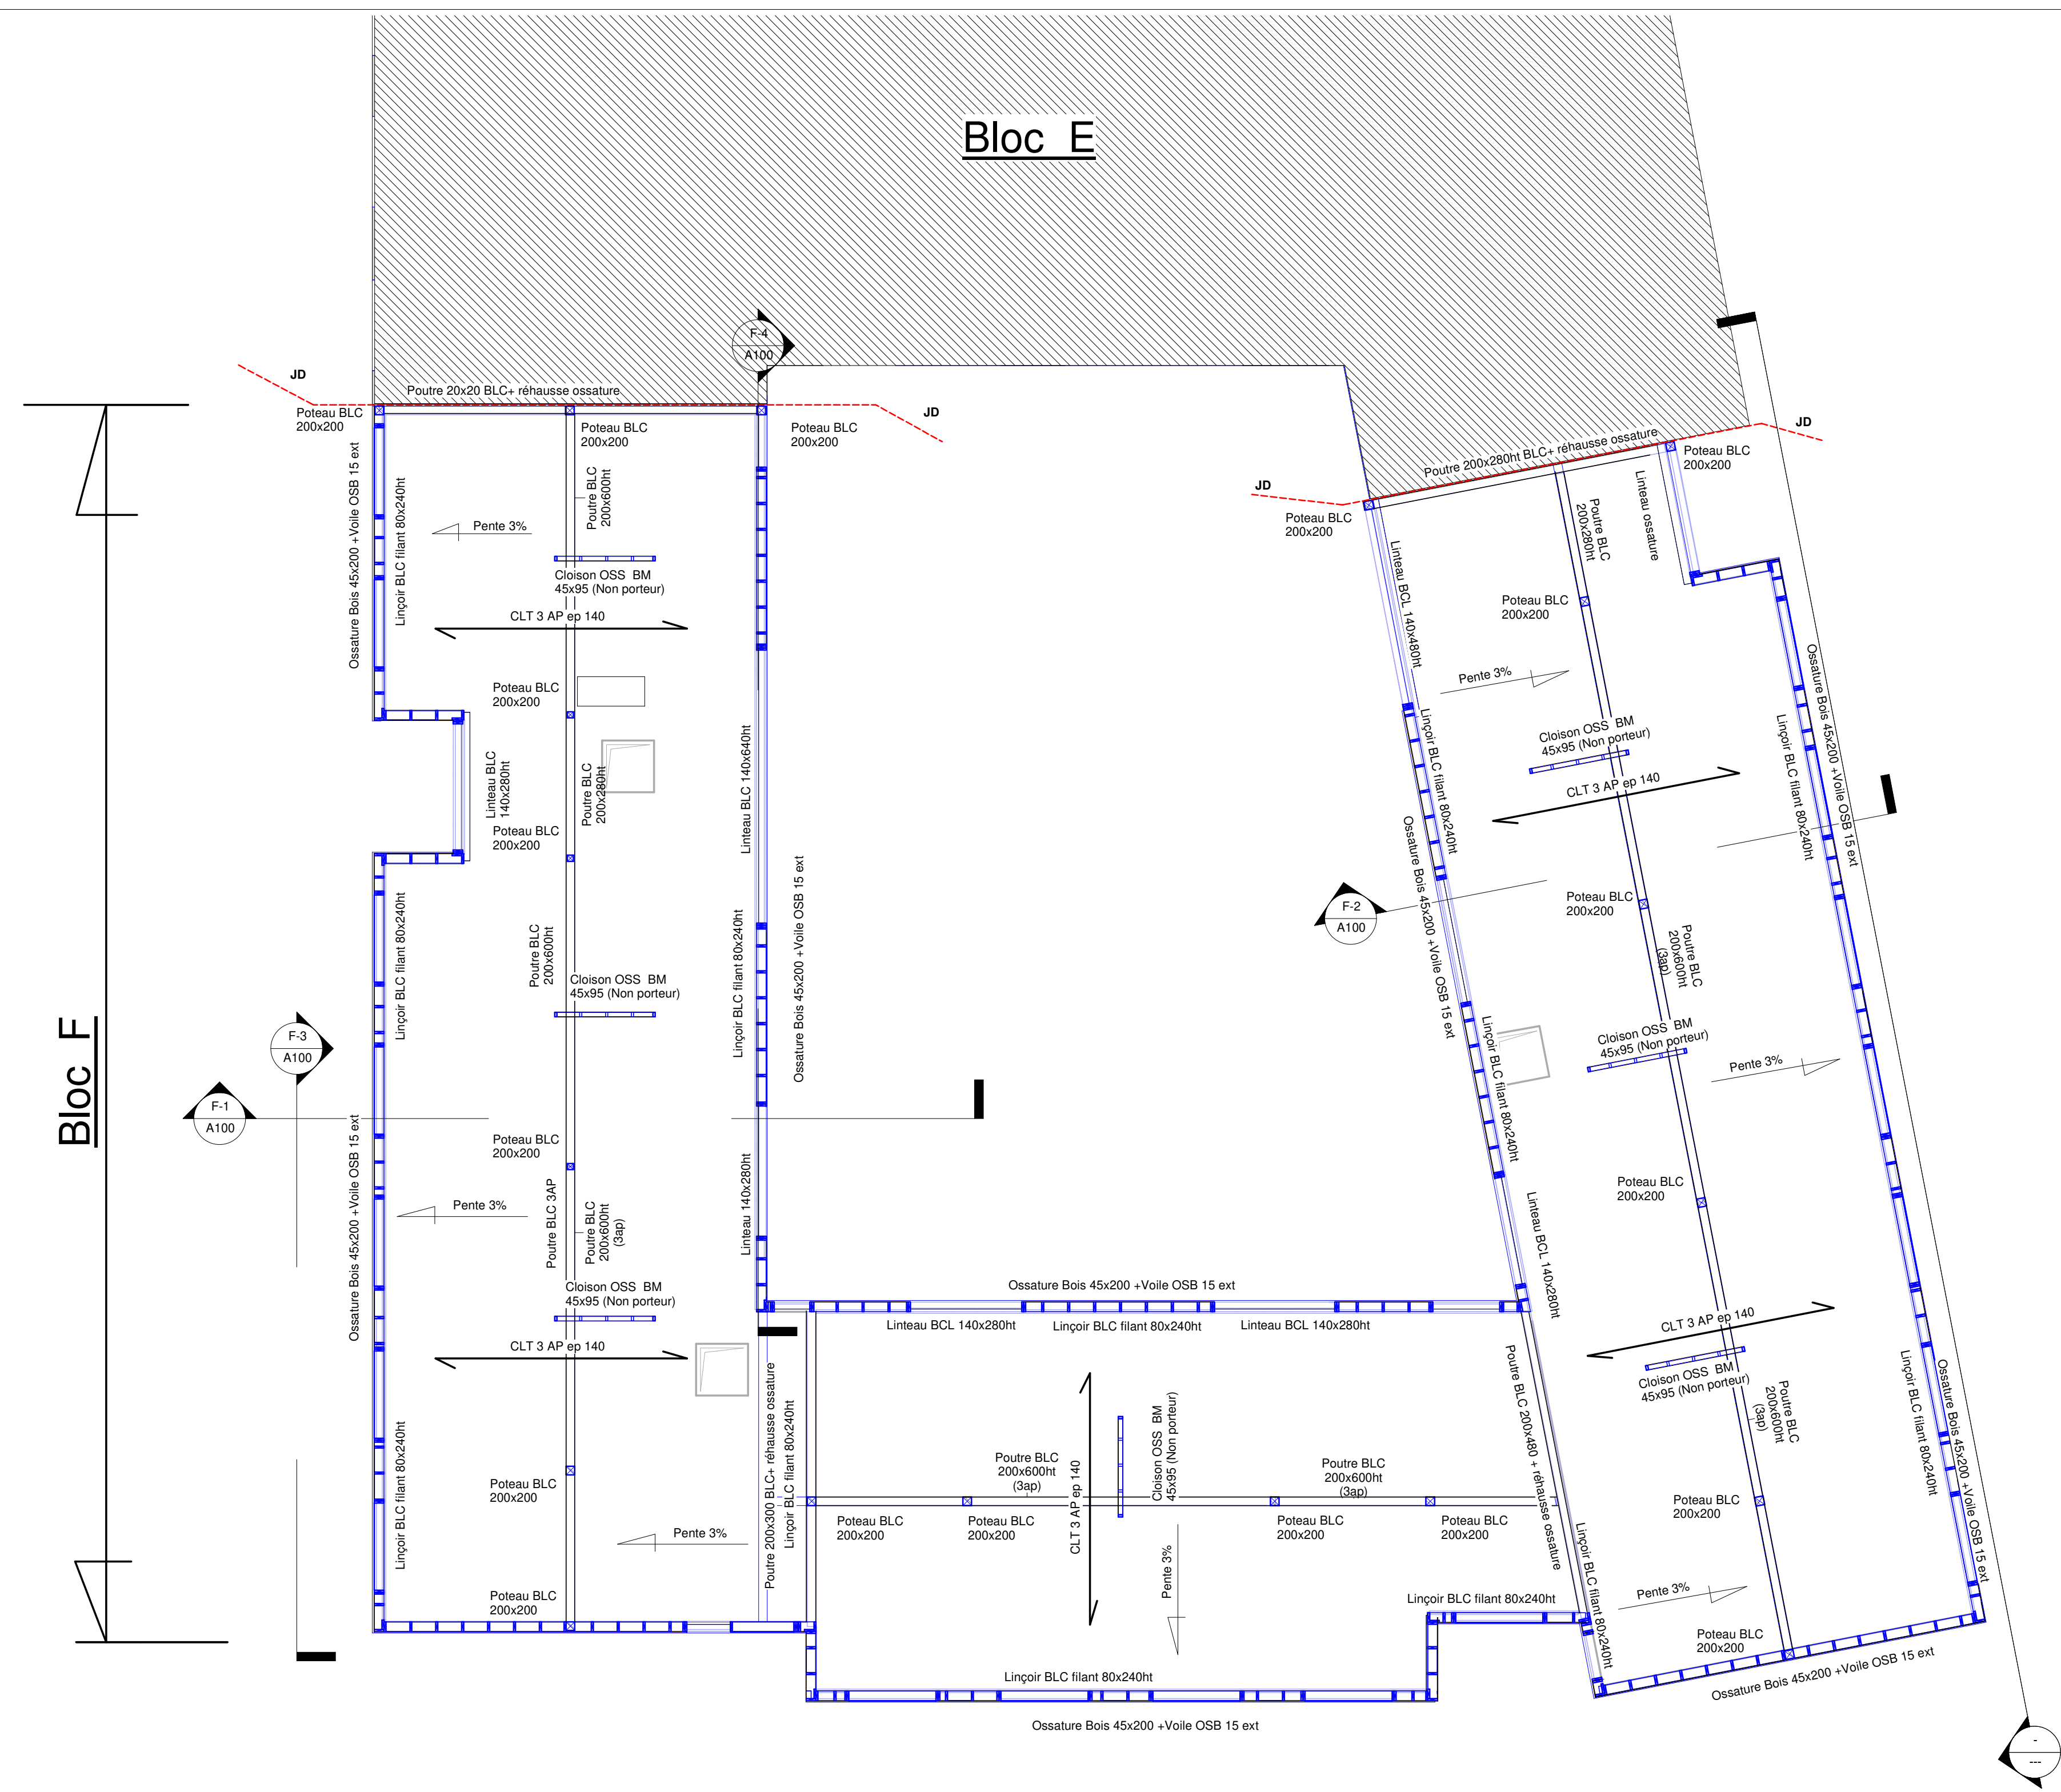 Bloc E
F-4
A100
JD
Poutre 20x20 BLC+ réhausse ossature
JD
Poteau BLC
200x200
Poteau BLC
200x200
Poteau BLC
200x200
Ossature Bois 45x200 +Voile OSB 15 ext
Linçoir BLC filant 80x240ht
Poutre BLC
200x600ht
Pente 3%
Cloison OSS BM
45x95 (Non porteur)
CLT 3 AP ep 140
Poteau BLC
200x200
Linteau BLC
140x280ht
Poutre BLC
200x280ht
Linteau BLC 140x640ht
Poteau BLC
200x200
Linçoir BLC filant 80x240ht
Poutre BLC
200x600ht
Linçoir BLC filant 80x240ht
Ossature Bois 45x200 +Voile OSB 15 ext
Cloison OSS BM
45x95 (Non porteur)
Bloc F
F-3
A100
F-1
A100
Poteau BLC
200x200
Ossature Bois 45x200 +Voile OSB 15 ext
Pente 3%
Poutre BLC 3AP
Poutre BLC
200x600ht
(3ap)
Linteau 140x280ht
Cloison OSS BM
45x95 (Non porteur)
CLT 3 AP ep 140
Linçoir BLC filant 80x240ht
Poteau BLC
200x200
Pente 3%
Poteau BLC
200x200
Poutre 200x300 BLC+ réhausse ossature
Linçoir BLC filant 80x240ht
Ossature Bois 45x200 +Voile OSB 15 ext
Linteau BCL 140x280ht
Linçoir BLC filant 80x240ht
Linteau BCL 140x280ht
Poutre BLC
200x600ht
(3ap)
CLT 3 AP ep 140
Cloison OSS BM
45x95 (Non porteur)
Poutre BLC
200x600ht
(3ap)
Poteau BLC
200x200
Poteau BLC
200x200
Poteau BLC
200x200
Poteau BLC
200x200
Pente 3%
Linçoir BLC filant 80x240ht
Linçoir BLC filant 80x240ht
Ossature Bois 45x200 +Voile OSB 15 ext
JD
Poutre 200x280ht BLC+ réhausse ossature
JD
Poteau BLC
200x200
Poteau BLC
200x200
Linteau ossature
Poutre BLC
200x280ht
Linteau BCL 140x480ht
Poteau BLC
200x200
Pente 3%
Linçoir BLC filant 80x240ht
Cloison OSS BM
45x95 (Non porteur)
CLT 3 AP ep 140
Linçoir BLC filant 80x240ht
Ossature Bois 45x200 +Voile OSB 15 ext
Ossature Bois 45x200 +Voile OSB 15 ext
F-2
A100
Poteau BLC
200x200
Poutre BLC
200x600ht
(3ap)
Linçoir BLC filant 80x240ht
Cloison OSS BM
45x95 (Non porteur)
Pente 3%
Poteau BLC
200x200
Linteau BCL 140x280ht
CLT 3 AP ep 140
Cloison OSS BM
45x95 (Non porteur)
Poutre BLC
200x600ht
(3ap)
Poutre BLC 200x480 + réhausse ossature
Linçoir BLC filant 80x240ht
Ossature Bois 45x200 +Voile OSB 15 ext
Poteau BLC
200x200
Linçoir BLC filant 80x240ht
Pente 3%
Poteau BLC
200x200
Ossature Bois 45x200 +Voile OSB 15 ext
-
---